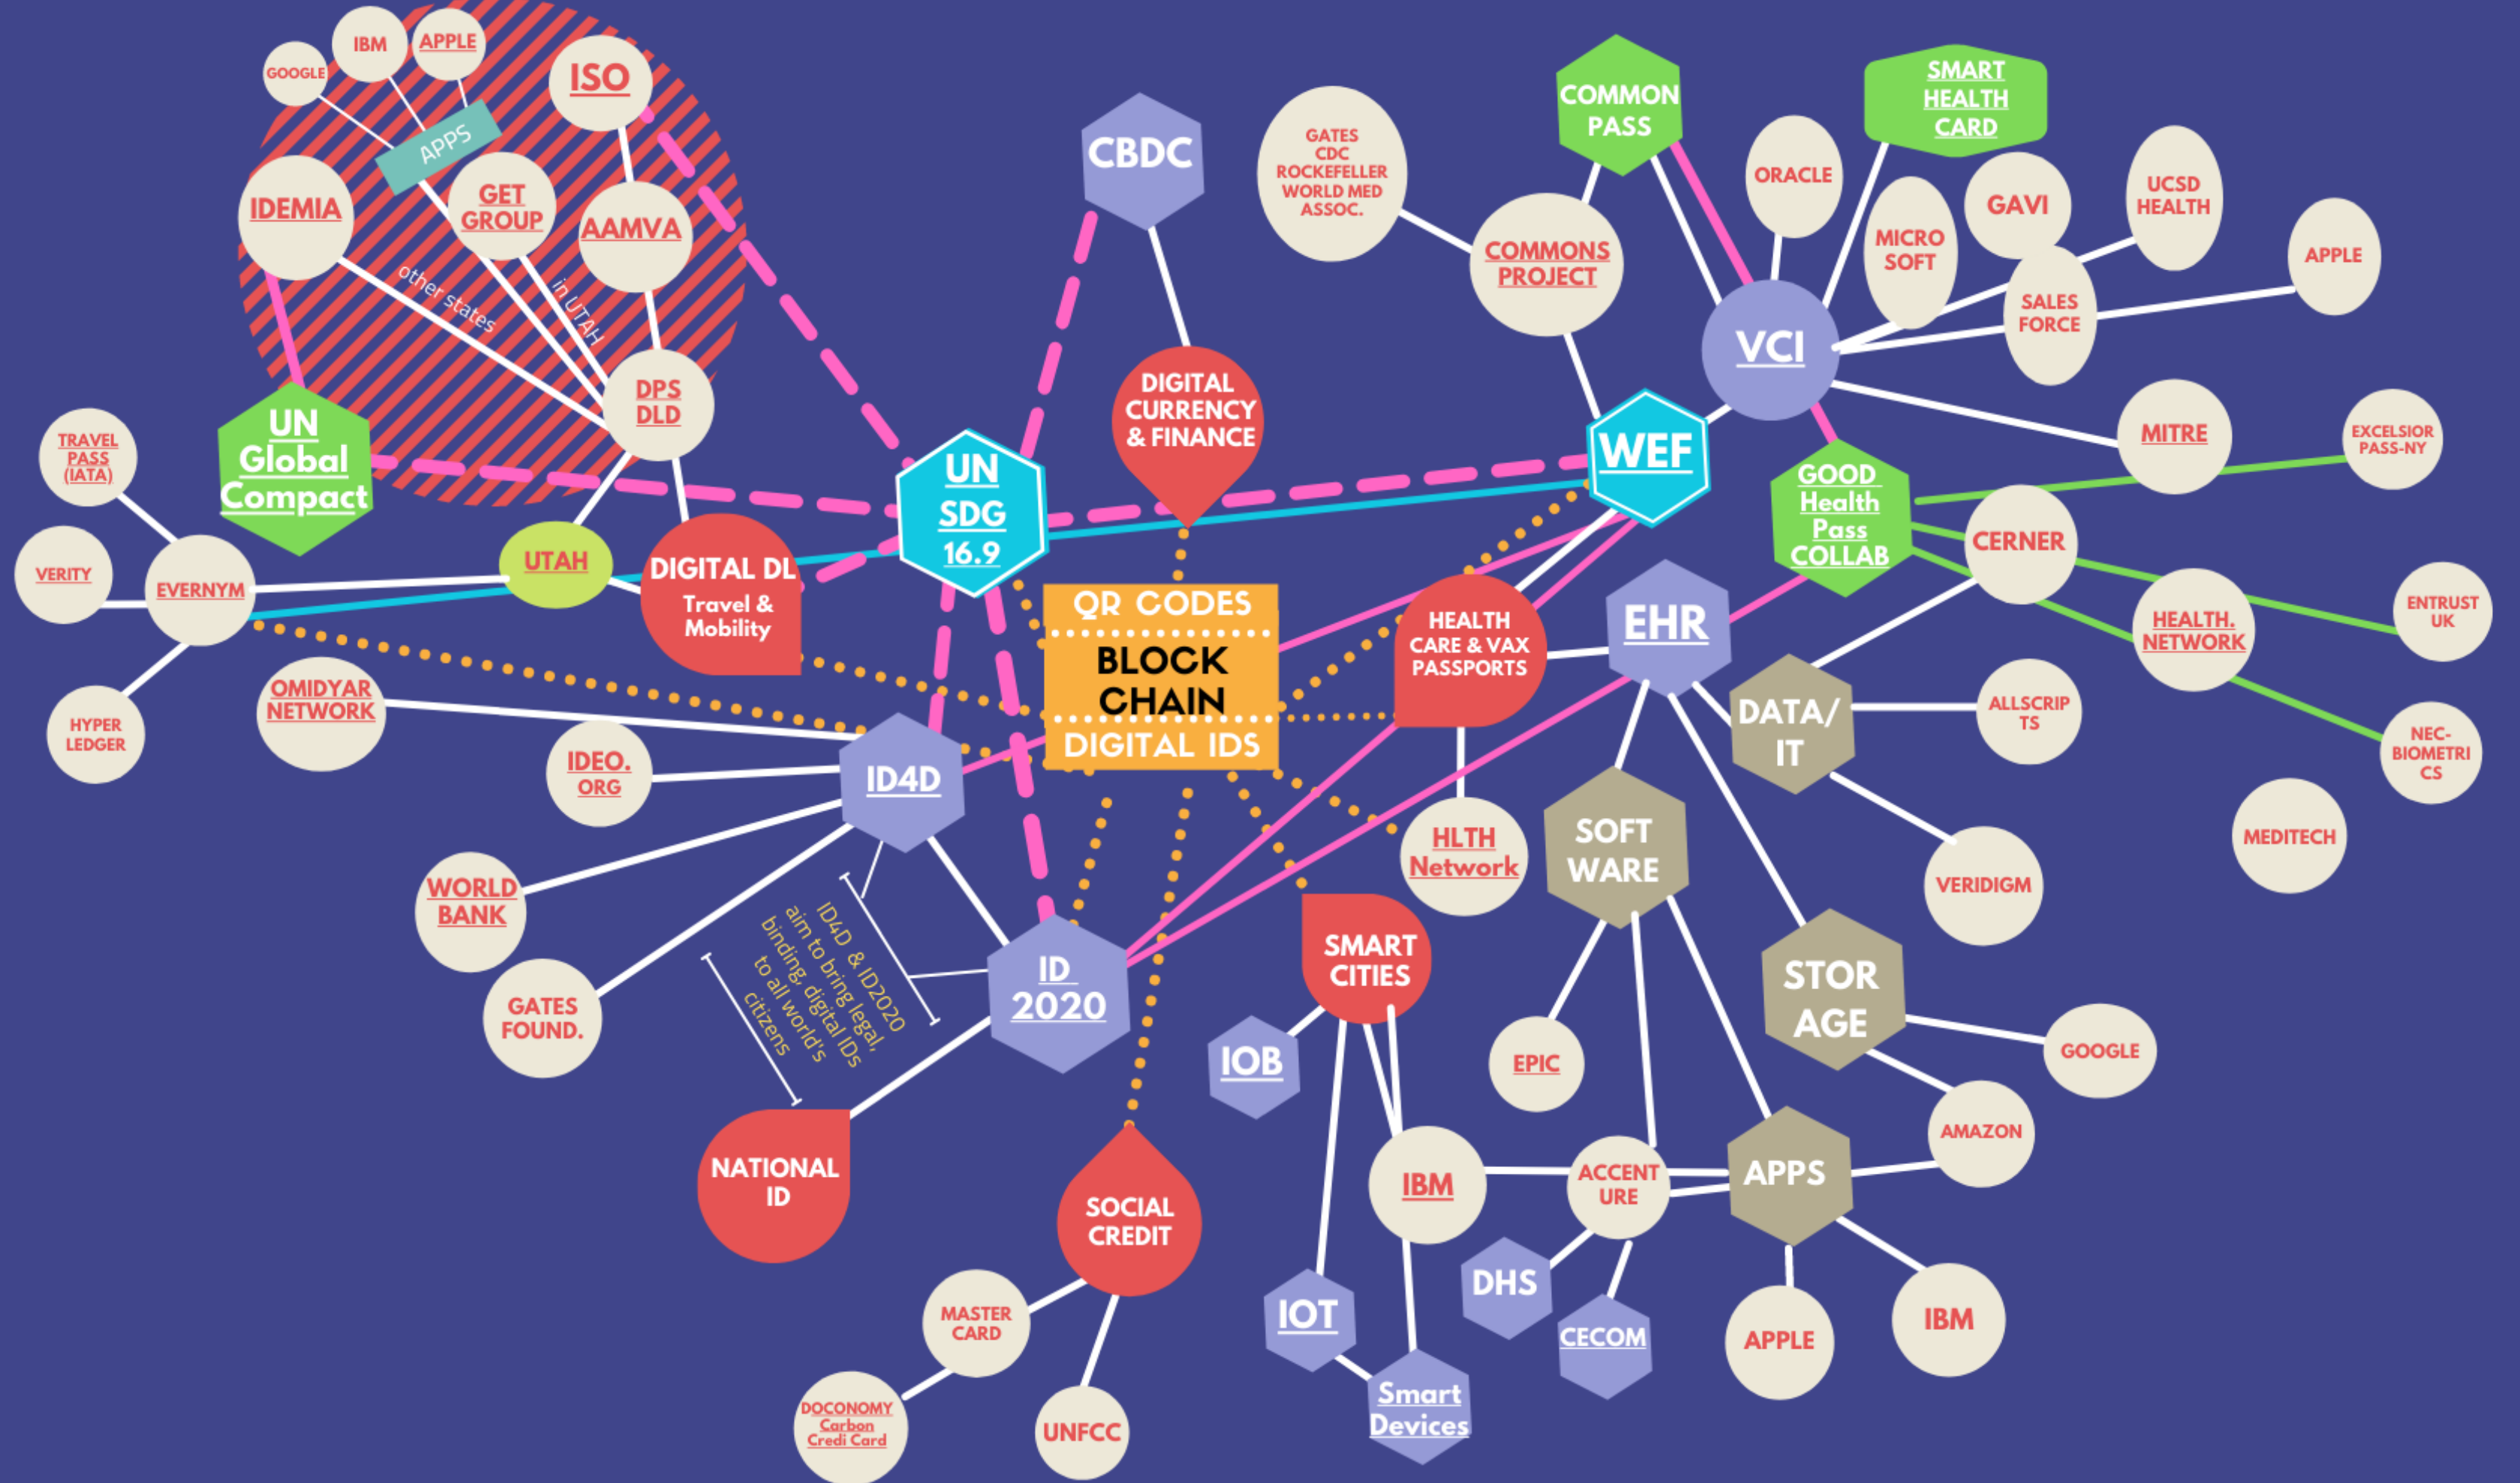 GOOGLE
IBM
APPLE
ISO
APPS
IDEMIA
GET
GROUP
AAMVA
other states
in UTAH
DPS
DLD
UN
Global
Compact
TRAVEL
PASS
(IATA)
VERITY
EVERNYM
HYPER
LEDGER
UTAH
DIGITAL DL
Travel &
Mobility
UN
SDG
16.9
CBDC
DIGITAL
CURRENCY
& FINANCE
GATES
CDC
ROCKEFELLER
WORLD MED
ASSOC.
COMMON
PASS
COMMONS
PROJECT
ORACLE
SMART
HEALTH
CARD
MICRO
SOFT
GAVI
UCSD
HEALTH
SALES
FORCE
APPLE
VCI
WEF
MITRE
EXCELSIOR
PASS-NY
GOOD
Health
Pass
COLLAB
CERNER
HEALTH.
NETWORK
ENTRUST
UK
NEC-
BIOMETRI
CS
QR CODES
BLOCK
CHAIN
DIGITAL IDS
HEALTH
CARE & VAX
PASSPORTS
EHR
DATA/
IT
ALLSCRIP
TS
MEDITECH
VERIDIGM
OMIDYAR
NETWORK
IDEO.
ORG
ID4D
WORLD
BANK
GATES
FOUND.
ID4D & ID2020
aim to bring legal,
binding, digital IDs
to all world's
citizens
ID
2020
NATIONAL
ID
SOCIAL
CREDIT
MASTER
CARD
DOCONOMY
Carbon
Credi Card
UNFCC
HLTH
Network
SMART
CITIES
IOB
IBM
IOT
Smart
Devices
SOFT
WARE
EPIC
ACCENT
URE
DHS
CECOM
STOR
AGE
GOOGLE
AMAZON
APPS
APPLE
IBM